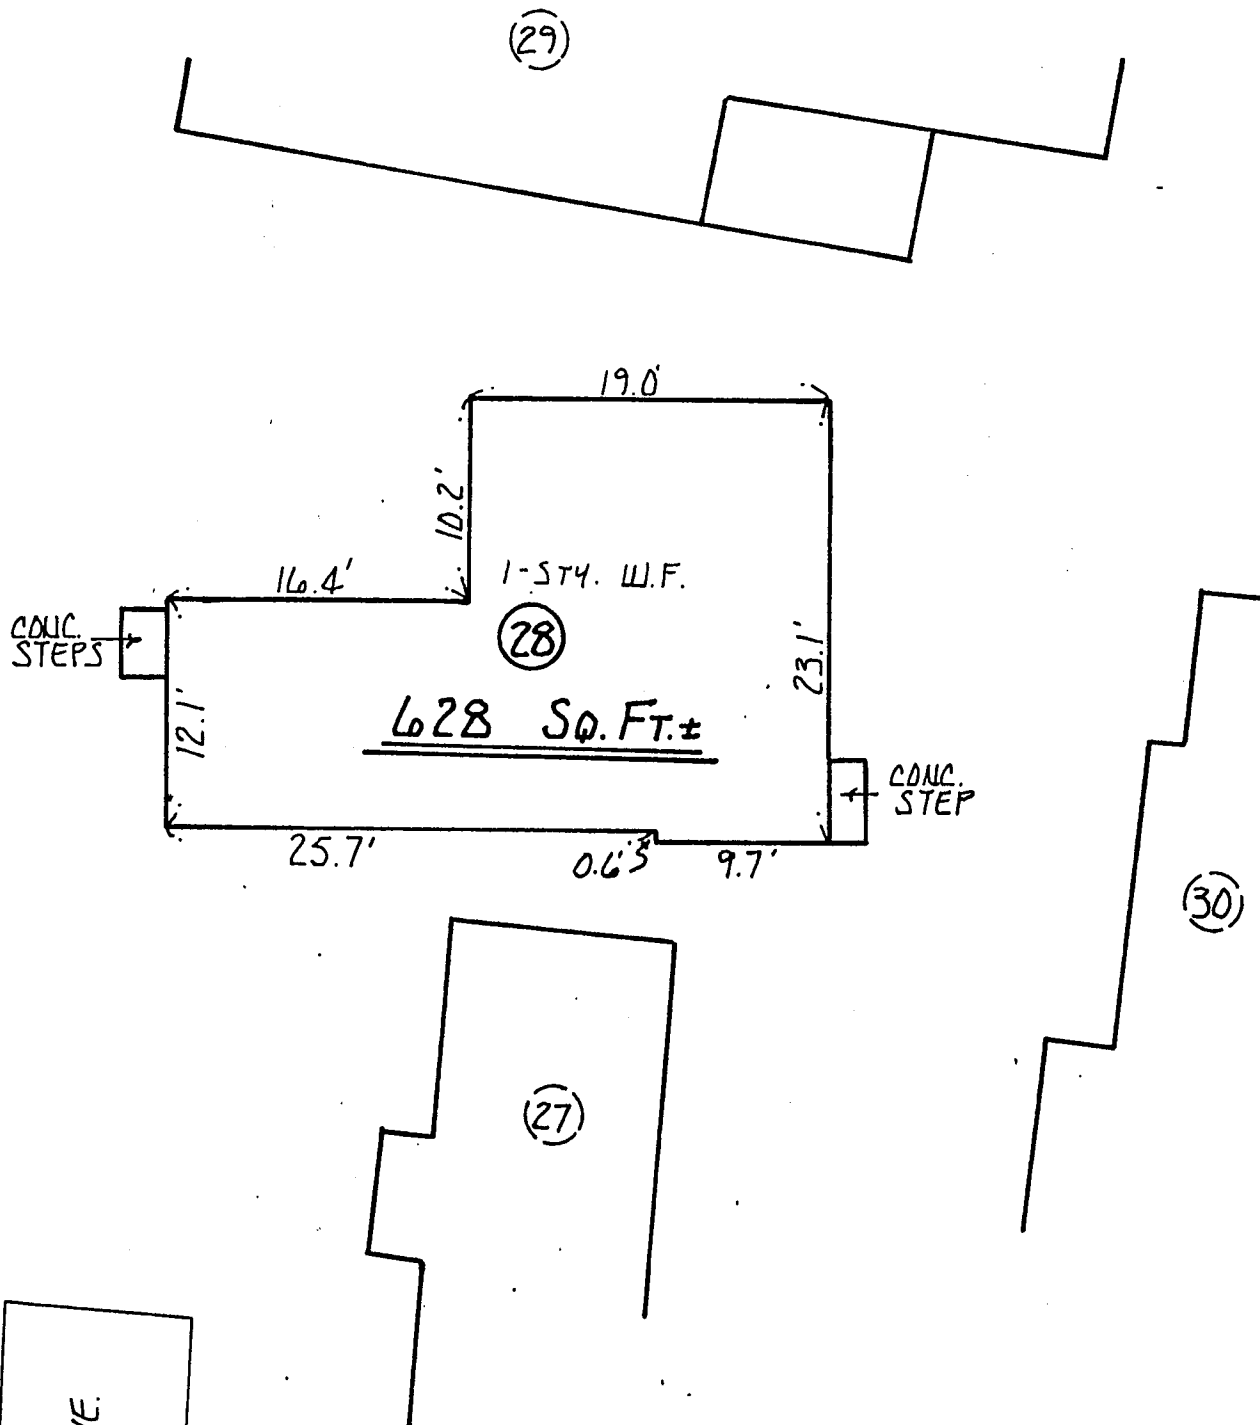 29
19.0'
10.2'
16.4'
1-STY. W.F.
CONC.
STEPS
28
23.1'
12.1'
628 SQ. FT. ±
CONC.
STEP
25.7'
0.6'
9.7'
30
27